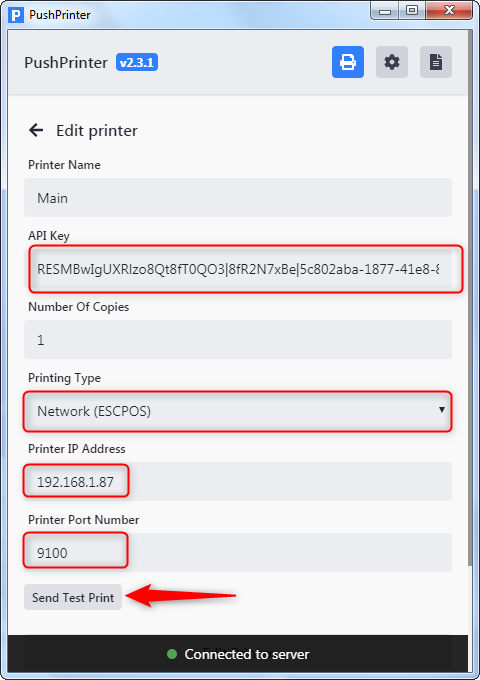 PushPrinter
PushPrinter v2.3.1
Edit printer
Printer Name
Main
API Key
RESMBwIgUXRlzo8Qt8fT0QO3|8fR2N7xBe|5c802aba-1877-41e8-8
Number Of Copies
1
Printing Type
Network (ESCPOS)
Printer IP Address
192.168.1.87
Printer Port Number
9100
Send Test Print
Connected to server